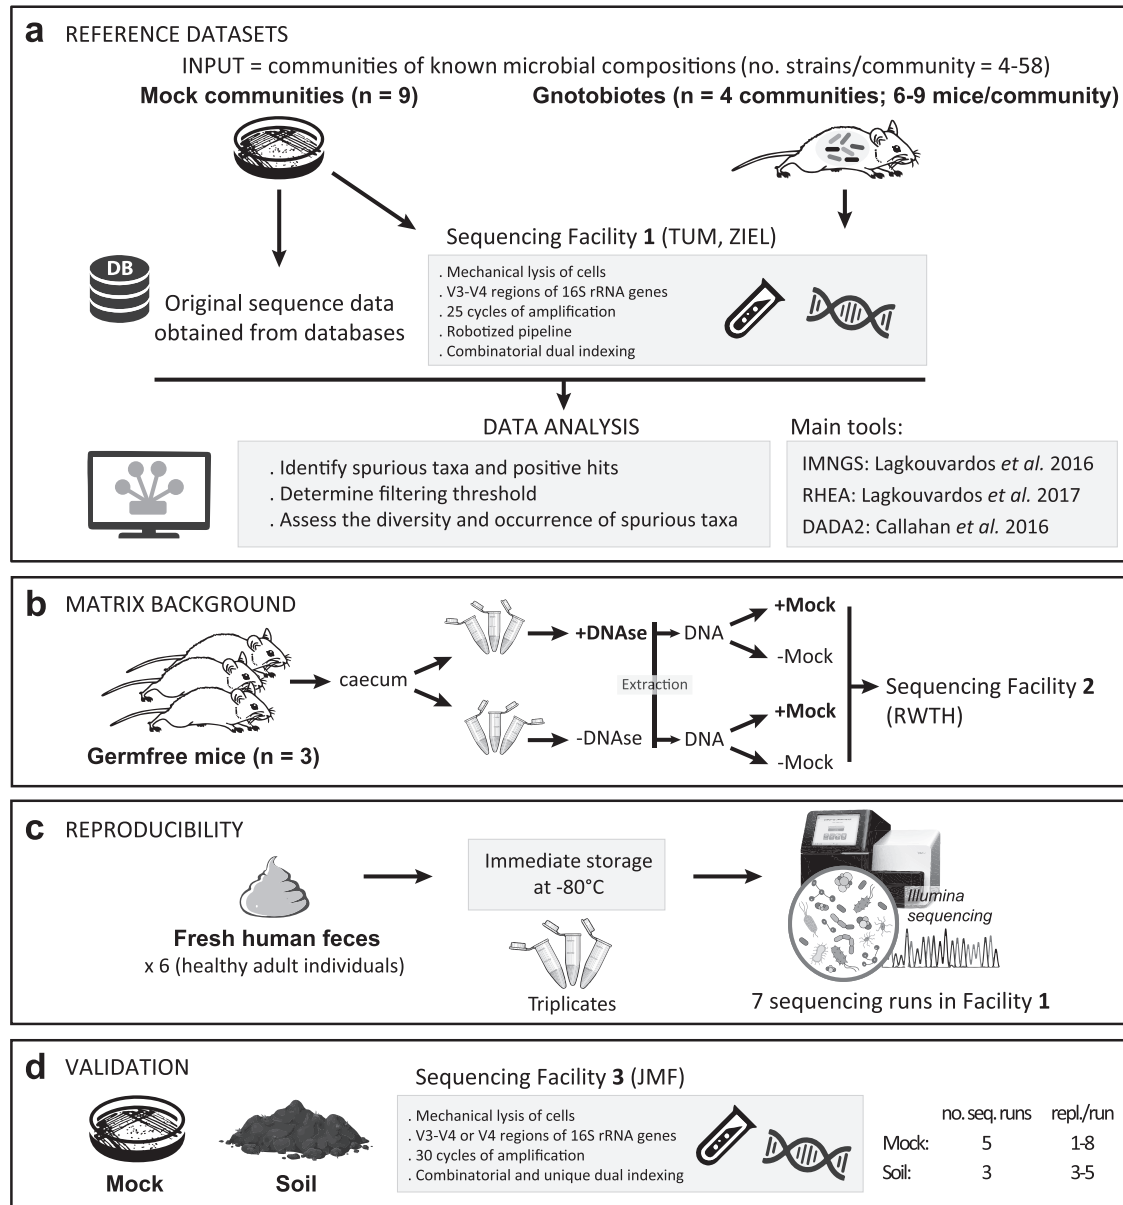 a REFERENCE DATASETS
INPUT = communities of known microbial compositions (no. strains/community = 4-58)
Mock communities (n = 9)
Gnotobiotes (n = 4 communities; 6-9 mice/community)
Sequencing Facility 1 (TUM, ZIEL)
. Mechanical lysis of cells
. V3-V4 regions of 16S rRNA genes
. 25 cycles of amplification
. Robotized pipeline
. Combinatorial dual indexing
DB
Original sequence data
obtained from databases
DATA ANALYSIS
. Identify spurious taxa and positive hits
. Determine filtering threshold
. Assess the diversity and occurrence of spurious taxa
Main tools:
IMNGS: Lagkouvardos et al. 2016
RHEA: Lagkouvardos et al. 2017
DADA2: Callahan et al. 2016
b MATRIX BACKGROUND
Germfree mice (n = 3)
caecum
+DNAse
DNA
+Mock
-Mock
Extraction
-DNAse
DNA
+Mock
-Mock
Sequencing Facility 2
(RWTH)
c REPRODUCIBILITY
Fresh human feces
x 6 (healthy adult individuals)
Immediate storage
at -80°C
Triplicates
Illumina
sequencing
7 sequencing runs in Facility 1
d VALIDATION
Mock
Soil
Sequencing Facility 3 (JMF)
. Mechanical lysis of cells
. V3-V4 or V4 regions of 16S rRNA genes
. 30 cycles of amplification
. Combinatorial and unique dual indexing
no. seq. runs repl./run
Mock: 5 1-8
Soil: 3 3-5